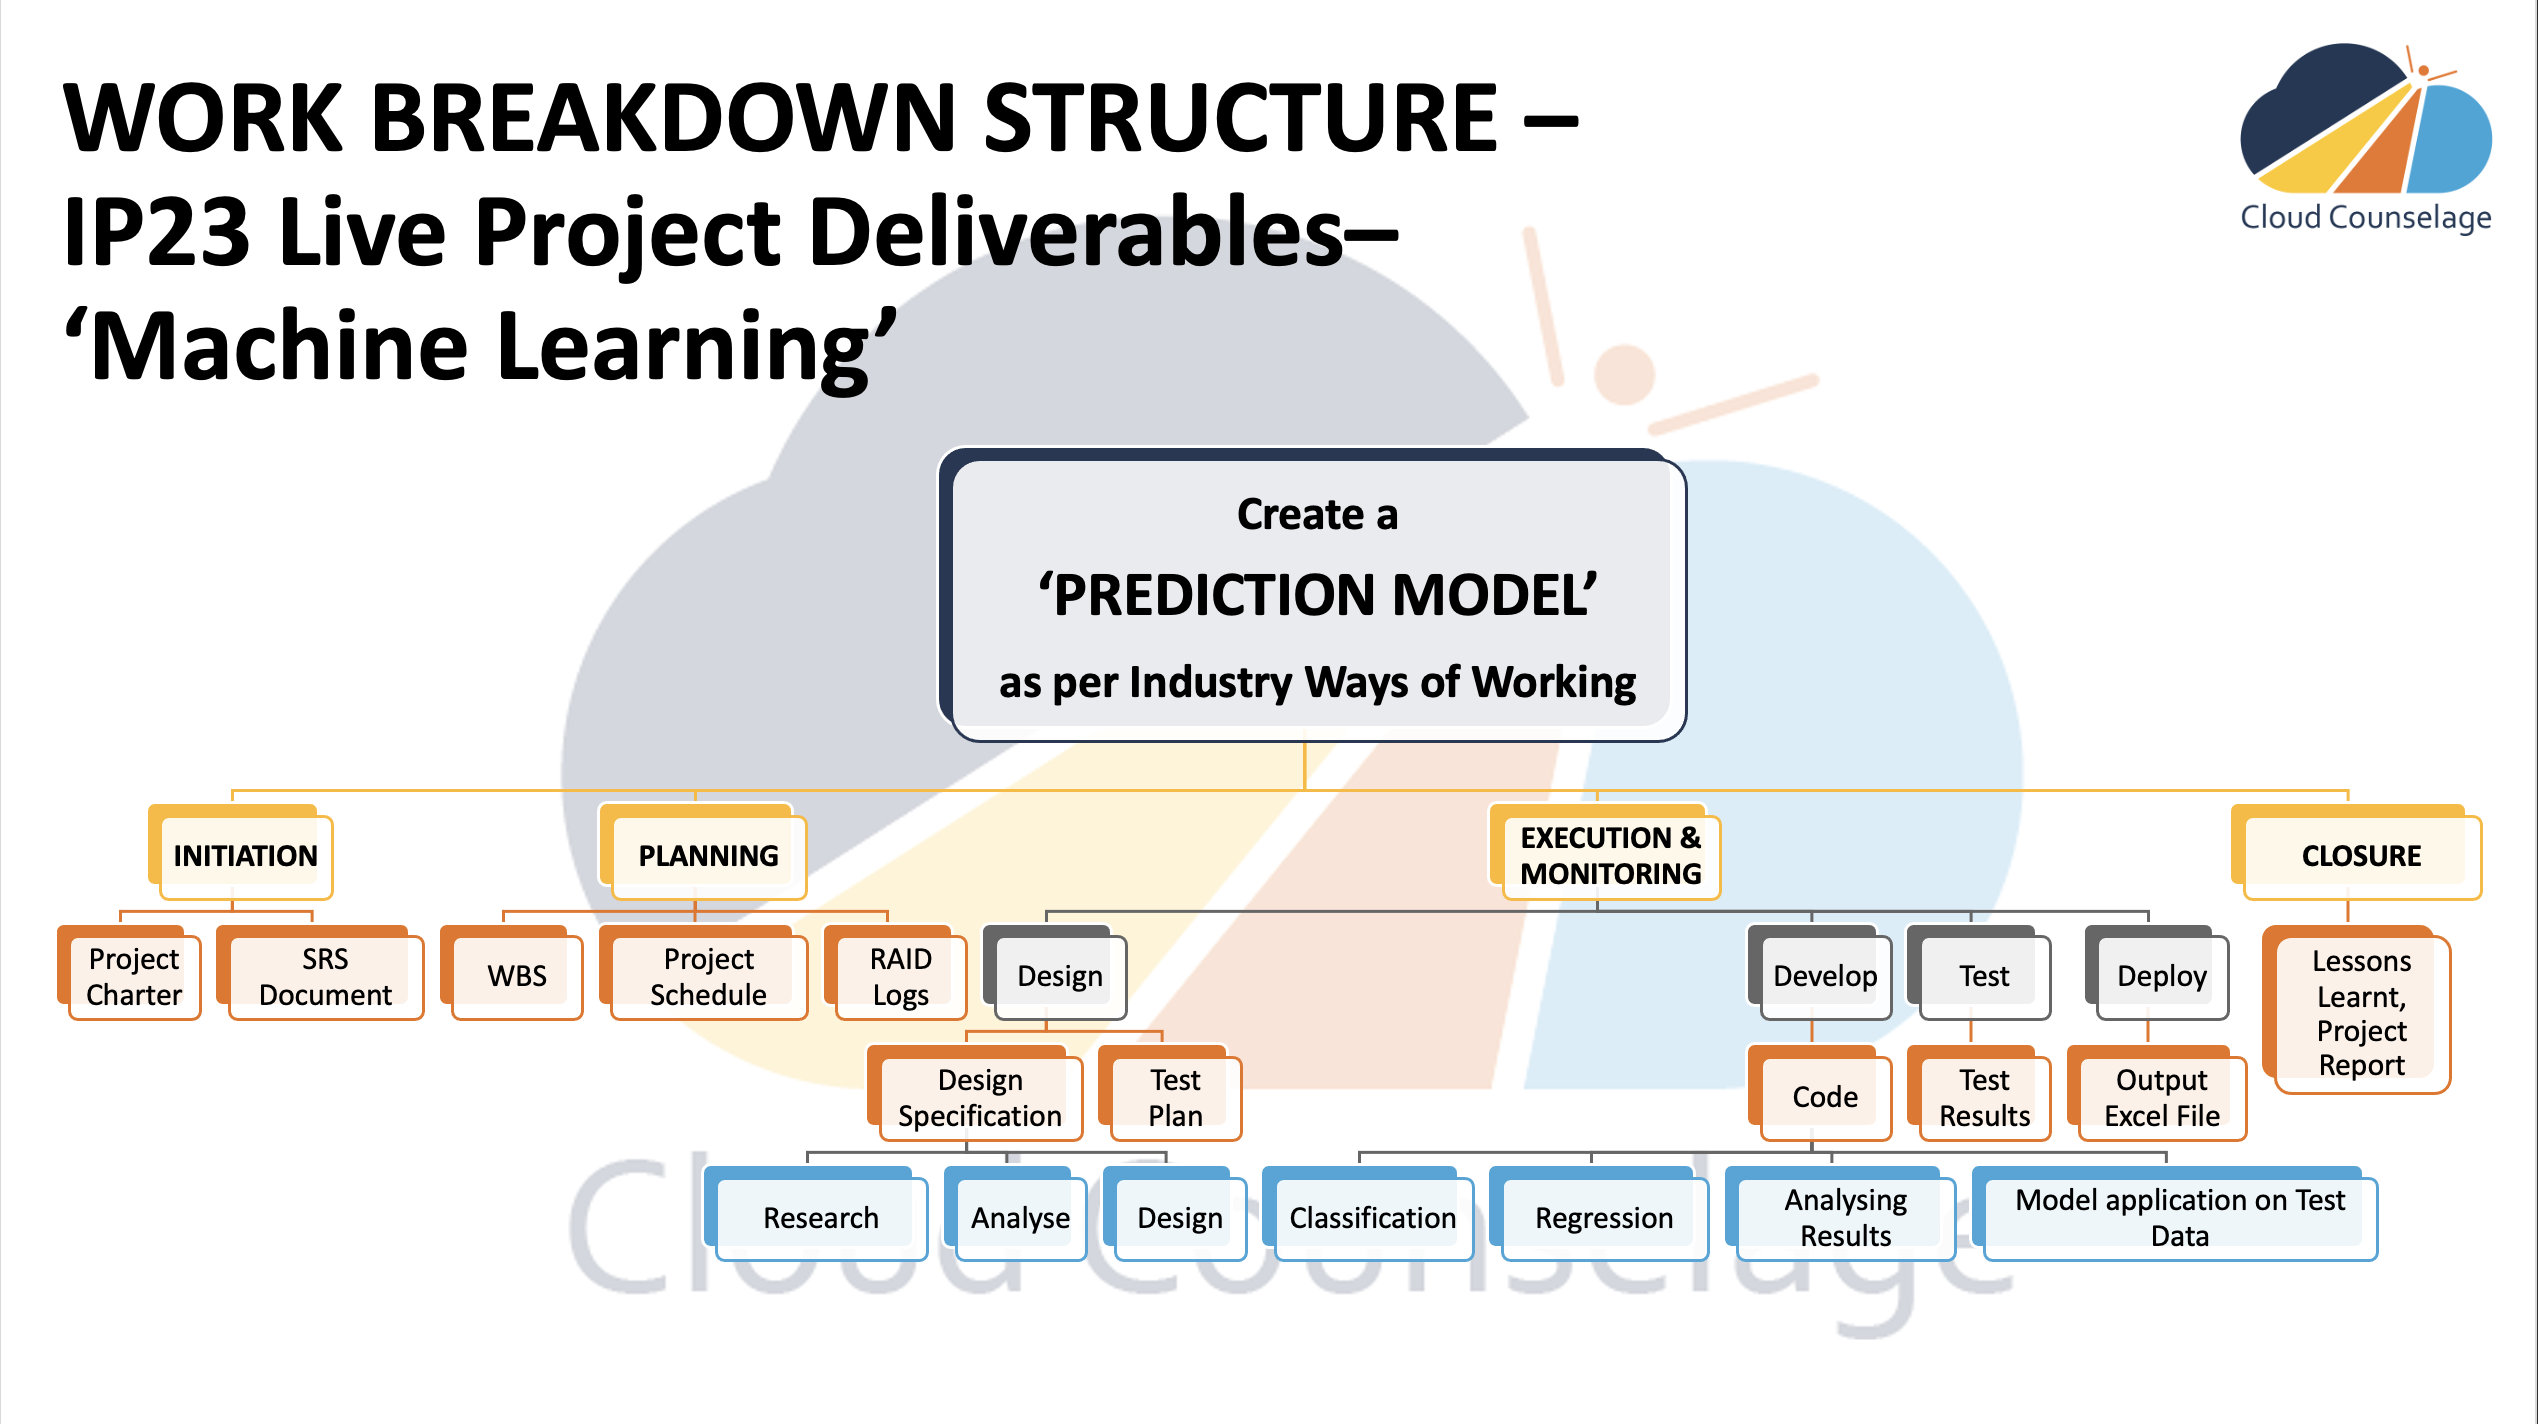 WORK BREAKDOWN STRUCTURE –
IP23 Live Project Deliverables–
‘Machine Learning’
Cloud Counselage
Create a
‘PREDICTION MODEL’
as per Industry Ways of Working
INITIATION
PLANNING
EXECUTION &
MONITORING
CLOSURE
Project
Charter
SRS
Document
WBS
Project
Schedule
RAID
Logs
Design
Develop
Test
Deploy
Lessons
Learnt,
Project
Report
Design
Specification
Test
Plan
Code
Test
Results
Output
Excel File
Research
Analyse
Design
Classification
Regression
Analysing
Results
Model application on Test
Data
Cloud Counselage